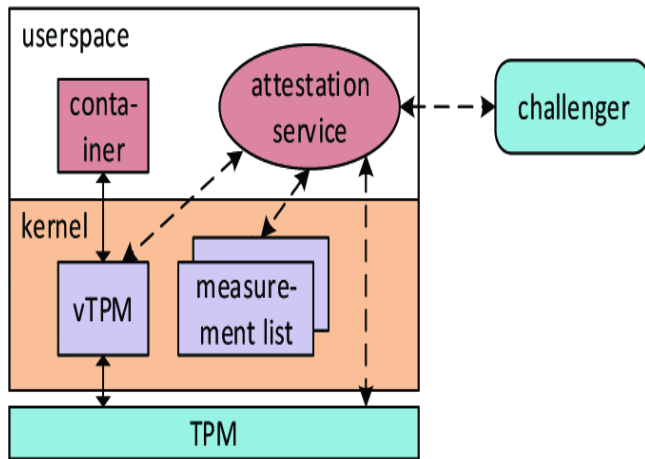 userspace
conta-
iner
attestation
service
challenger
kernel
vTPM
measure-
ment list
TPM